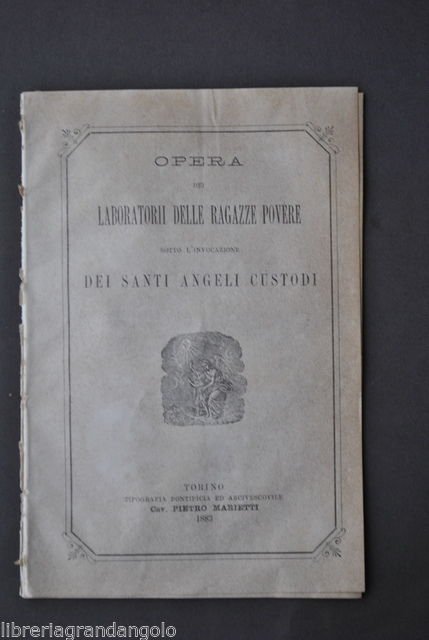 OPERA
DEI
LABORATORII DELLE RAGAZZE POVERE
SOTTO L'INVOCAZIONE
DEI SANTI ANGELI CUSTODI
TORINO
TIPOGRAFIA PONTIFICIA ED ARCIVESCOVILE
Cav. PIETRO MARIETTI
1883
libreriagrandangolo